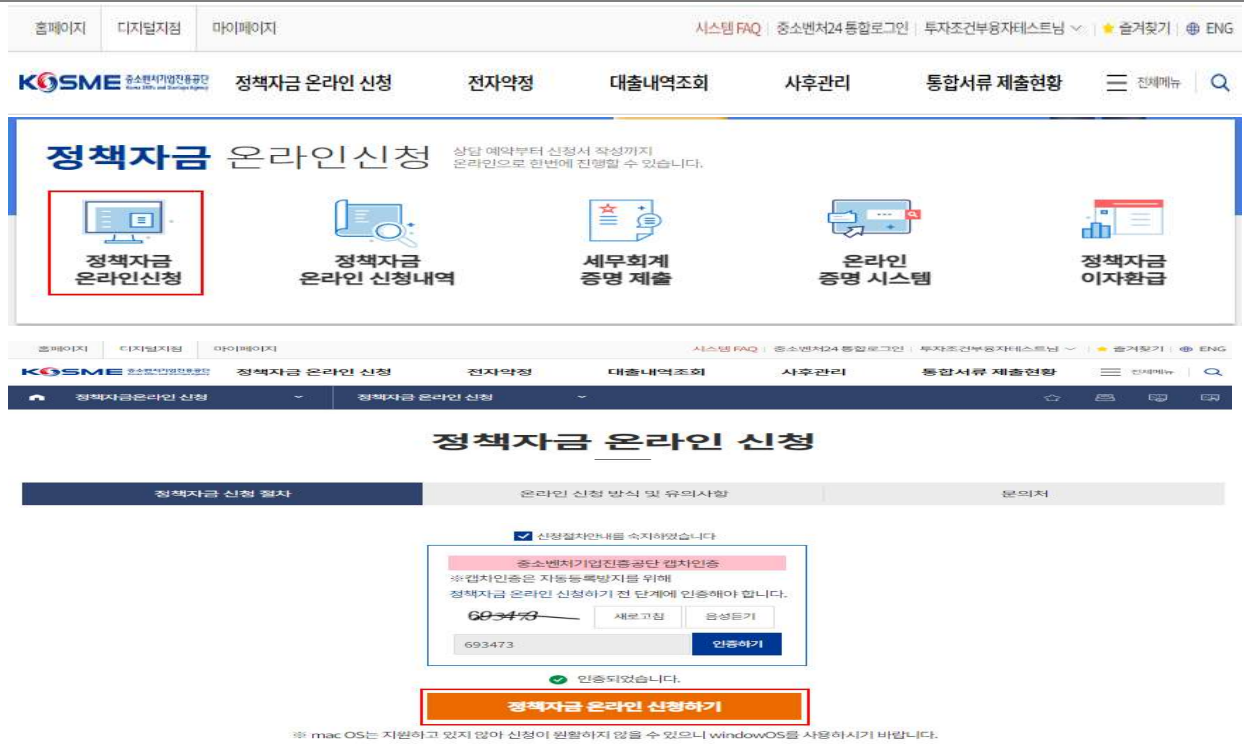 홈페이지 디지털지점 마이페이지 시스템 FAQ 중소벤처24 통합로그인 투자조건부융자테스트님 즐겨찾기 ENG
KOSME 중소벤처기업진흥공단 Korea SMEs and Startups Agency 정책자금 온라인 신청 전자약정 대출내역조회 사후관리 통합서류 제출현황 전체메뉴
정책자금 온라인신청 상담 예약부터 신청서 작성까지
온라인으로 한번에 진행할 수 있습니다.
정책자금 정책자금 세무회계 온라인 정책자금
온라인신청 온라인 신청내역 증명 제출 증명 시스템 이자환급
홈페이지 디지털지점 마이페이지 시스템 FAQ 중소벤처24 통합로그인 투자조건부융자테스트님 즐겨찾기 ENG
KOSME 중소벤처기업진흥공단 정책자금 온라인 신청 전자약정 대출내역조회 사후관리 통합서류 제출현황 전체메뉴
정책자금온라인 신청 정책자금 온라인 신청
정책자금 온라인 신청
정책자금 신청 절차 온라인 신청 방식 및 유의사항 문의처
신청절차안내를 숙지하였습니다
중소벤처기업진흥공단 캡차인증
※캡차인증은 자동등록방지를 위해
정책자금 온라인 신청하기 전 단계에 인증해야 합니다.
693473 새로고침 음성듣기
693473 인증하기
인증되었습니다.
정책자금 온라인 신청하기
※ mac OS는 지원하고 있지 않아 신청이 원활하지 않을 수 있으니 windowOS를 사용하시기 바랍니다.